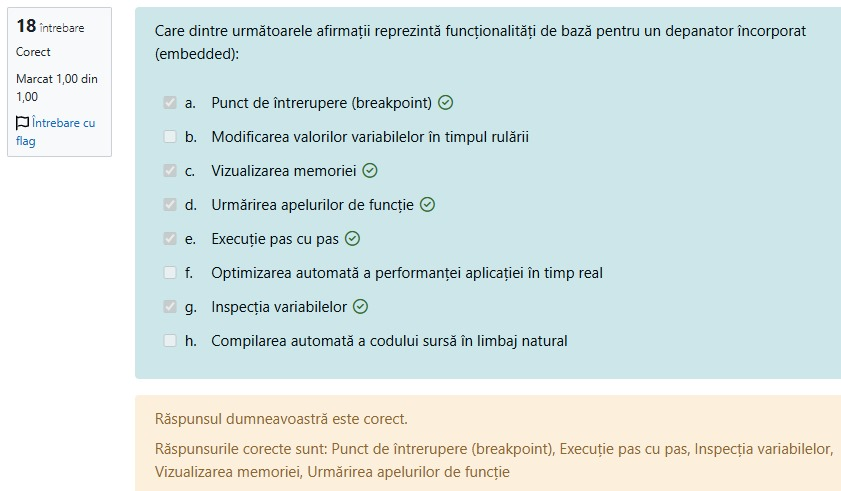 18 întrebare
Corect
Marcat 1,00 din
1,00
Întrebare cu
flag
Care dintre următoarele afirmații reprezintă funcționalități de bază pentru un depanator încorporat
(embedded):
a. Punct de întrerupere (breakpoint)
b. Modificarea valorilor variabilelor în timpul rulării
c. Vizualizarea memoriei
d. Urmărirea apelurilor de funcție
e. Execuție pas cu pas
f. Optimizarea automată a performanței aplicației în timp real
g. Inspecția variabilelor
h. Compilarea automată a codului sursă în limbaj natural
Răspunsul dumneavoastră este corect.
Răspunsurile corecte sunt: Punct de întrerupere (breakpoint), Execuție pas cu pas, Inspecția variabilelor,
Vizualizarea memoriei, Urmărirea apelurilor de funcție